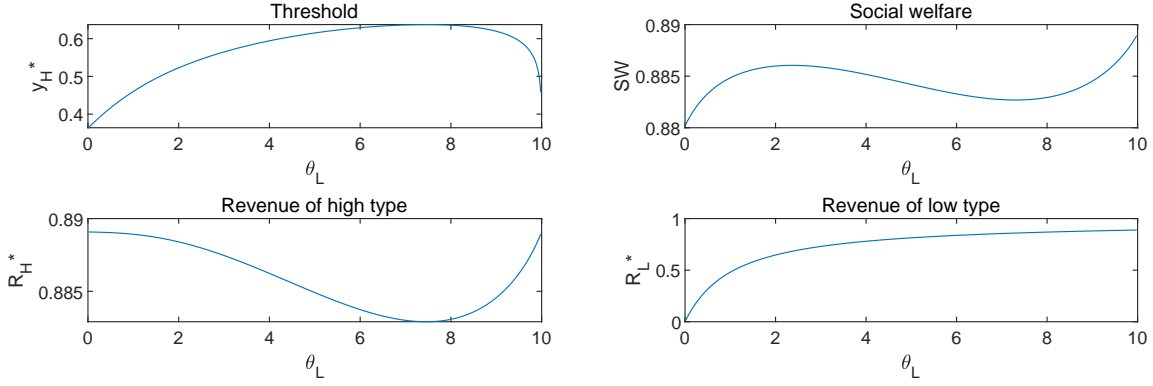 Threshold
0.6
0.5
0.4
y_H^*
0 2 4 6 8 10
θ_L
Social welfare
0.89
0.885
0.88
SW
0 2 4 6 8 10
θ_L
Revenue of high type
0.89
0.885
R_H^*
0 2 4 6 8 10
θ_L
Revenue of low type
1
0.5
0
R_L^*
0 2 4 6 8 10
θ_L